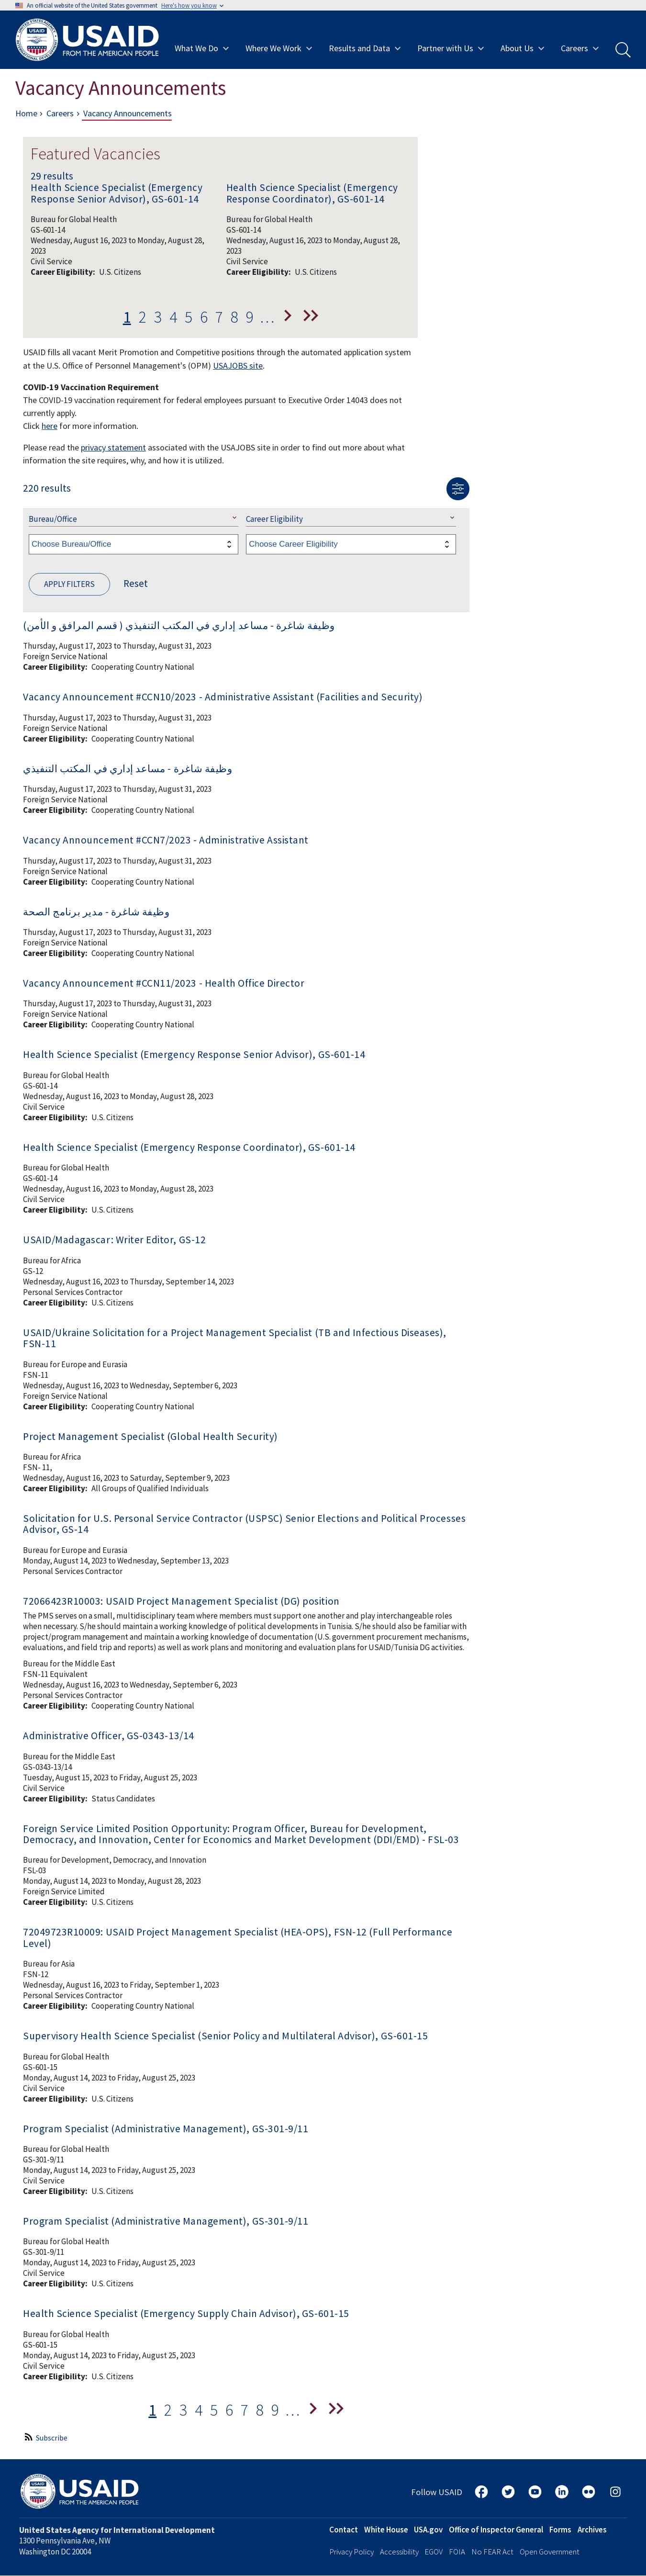 An official website of the United States government Here's how you know
USAID
FROM THE AMERICAN PEOPLE
What We Do
Where We Work
Results and Data
Partner with Us
About Us
Careers
Vacancy Announcements
Home › Careers › Vacancy Announcements
Featured Vacancies
29 results
Health Science Specialist (Emergency
Response Senior Advisor), GS-601-14
Bureau for Global Health
GS-601-14
Wednesday, August 16, 2023 to Monday, August 28,
2023
Civil Service
Career Eligibility: U.S. Citizens
Health Science Specialist (Emergency
Response Coordinator), GS-601-14
Bureau for Global Health
GS-601-14
Wednesday, August 16, 2023 to Monday, August 28,
2023
Civil Service
Career Eligibility: U.S. Citizens
1 2 3 4 5 6 7 8 9 …
USAID fills all vacant Merit Promotion and Competitive positions through the automated application system
at the U.S. Office of Personnel Management's (OPM) USAJOBS site.
COVID-19 Vaccination Requirement
The COVID-19 vaccination requirement for federal employees pursuant to Executive Order 14043 does not
currently apply.
Click here for more information.
Please read the privacy statement associated with the USAJOBS site in order to find out more about what
information the site requires, why, and how it is utilized.
220 results
Bureau/Office
Career Eligibility
Choose Bureau/Office
Choose Career Eligibility
APPLY FILTERS
Reset
وظيفة شاغرة - مساعد إداري في المكتب التنفيذي ( قسم المرافق و الأمن)
Thursday, August 17, 2023 to Thursday, August 31, 2023
Foreign Service National
Career Eligibility: Cooperating Country National
Vacancy Announcement #CCN10/2023 - Administrative Assistant (Facilities and Security)
Thursday, August 17, 2023 to Thursday, August 31, 2023
Foreign Service National
Career Eligibility: Cooperating Country National
وظيفة شاغرة - مساعد إداري في المكتب التنفيذي
Thursday, August 17, 2023 to Thursday, August 31, 2023
Foreign Service National
Career Eligibility: Cooperating Country National
Vacancy Announcement #CCN7/2023 - Administrative Assistant
Thursday, August 17, 2023 to Thursday, August 31, 2023
Foreign Service National
Career Eligibility: Cooperating Country National
وظيفة شاغرة - مدير برنامج الصحة
Thursday, August 17, 2023 to Thursday, August 31, 2023
Foreign Service National
Career Eligibility: Cooperating Country National
Vacancy Announcement #CCN11/2023 - Health Office Director
Thursday, August 17, 2023 to Thursday, August 31, 2023
Foreign Service National
Career Eligibility: Cooperating Country National
Health Science Specialist (Emergency Response Senior Advisor), GS-601-14
Bureau for Global Health
GS-601-14
Wednesday, August 16, 2023 to Monday, August 28, 2023
Civil Service
Career Eligibility: U.S. Citizens
Health Science Specialist (Emergency Response Coordinator), GS-601-14
Bureau for Global Health
GS-601-14
Wednesday, August 16, 2023 to Monday, August 28, 2023
Civil Service
Career Eligibility: U.S. Citizens
USAID/Madagascar: Writer Editor, GS-12
Bureau for Africa
GS-12
Wednesday, August 16, 2023 to Thursday, September 14, 2023
Personal Services Contractor
Career Eligibility: U.S. Citizens
USAID/Ukraine Solicitation for a Project Management Specialist (TB and Infectious Diseases),
FSN-11
Bureau for Europe and Eurasia
FSN-11
Wednesday, August 16, 2023 to Wednesday, September 6, 2023
Foreign Service National
Career Eligibility: Cooperating Country National
Project Management Specialist (Global Health Security)
Bureau for Africa
FSN- 11,
Wednesday, August 16, 2023 to Saturday, September 9, 2023
Career Eligibility: All Groups of Qualified Individuals
Solicitation for U.S. Personal Service Contractor (USPSC) Senior Elections and Political Processes
Advisor, GS-14
Bureau for Europe and Eurasia
Monday, August 14, 2023 to Wednesday, September 13, 2023
Personal Services Contractor
72066423R10003: USAID Project Management Specialist (DG) position
The PMS serves on a small, multidisciplinary team where members must support one another and play interchangeable roles
when necessary. S/he should maintain a working knowledge of political developments in Tunisia. S/he should also be familiar with
project/program management and maintain a working knowledge of documentation (U.S. government procurement mechanisms,
evaluations, and field trip and reports) as well as work plans and monitoring and evaluation plans for USAID/Tunisia DG activities.
Bureau for the Middle East
FSN-11 Equivalent
Wednesday, August 16, 2023 to Wednesday, September 6, 2023
Personal Services Contractor
Career Eligibility: Cooperating Country National
Administrative Officer, GS-0343-13/14
Bureau for the Middle East
GS-0343-13/14
Tuesday, August 15, 2023 to Friday, August 25, 2023
Civil Service
Career Eligibility: Status Candidates
Foreign Service Limited Position Opportunity: Program Officer, Bureau for Development,
Democracy, and Innovation, Center for Economics and Market Development (DDI/EMD) - FSL-03
Bureau for Development, Democracy, and Innovation
FSL-03
Monday, August 14, 2023 to Monday, August 28, 2023
Foreign Service Limited
Career Eligibility: U.S. Citizens
72049723R10009: USAID Project Management Specialist (HEA-OPS), FSN-12 (Full Performance
Level)
Bureau for Asia
FSN-12
Wednesday, August 16, 2023 to Friday, September 1, 2023
Personal Services Contractor
Career Eligibility: Cooperating Country National
Supervisory Health Science Specialist (Senior Policy and Multilateral Advisor), GS-601-15
Bureau for Global Health
GS-601-15
Monday, August 14, 2023 to Friday, August 25, 2023
Civil Service
Career Eligibility: U.S. Citizens
Program Specialist (Administrative Management), GS-301-9/11
Bureau for Global Health
GS-301-9/11
Monday, August 14, 2023 to Friday, August 25, 2023
Civil Service
Career Eligibility: U.S. Citizens
Program Specialist (Administrative Management), GS-301-9/11
Bureau for Global Health
GS-301-9/11
Monday, August 14, 2023 to Friday, August 25, 2023
Civil Service
Career Eligibility: U.S. Citizens
Health Science Specialist (Emergency Supply Chain Advisor), GS-601-15
Bureau for Global Health
GS-601-15
Monday, August 14, 2023 to Friday, August 25, 2023
Civil Service
Career Eligibility: U.S. Citizens
1 2 3 4 5 6 7 8 9 …
Subscribe
USAID
FROM THE AMERICAN PEOPLE
Follow USAID
United States Agency for International Development
1300 Pennsylvania Ave, NW
Washington DC 20004
Contact White House USA.gov Office of Inspector General Forms Archives
Privacy Policy Accessibility EGOV FOIA No FEAR Act Open Government